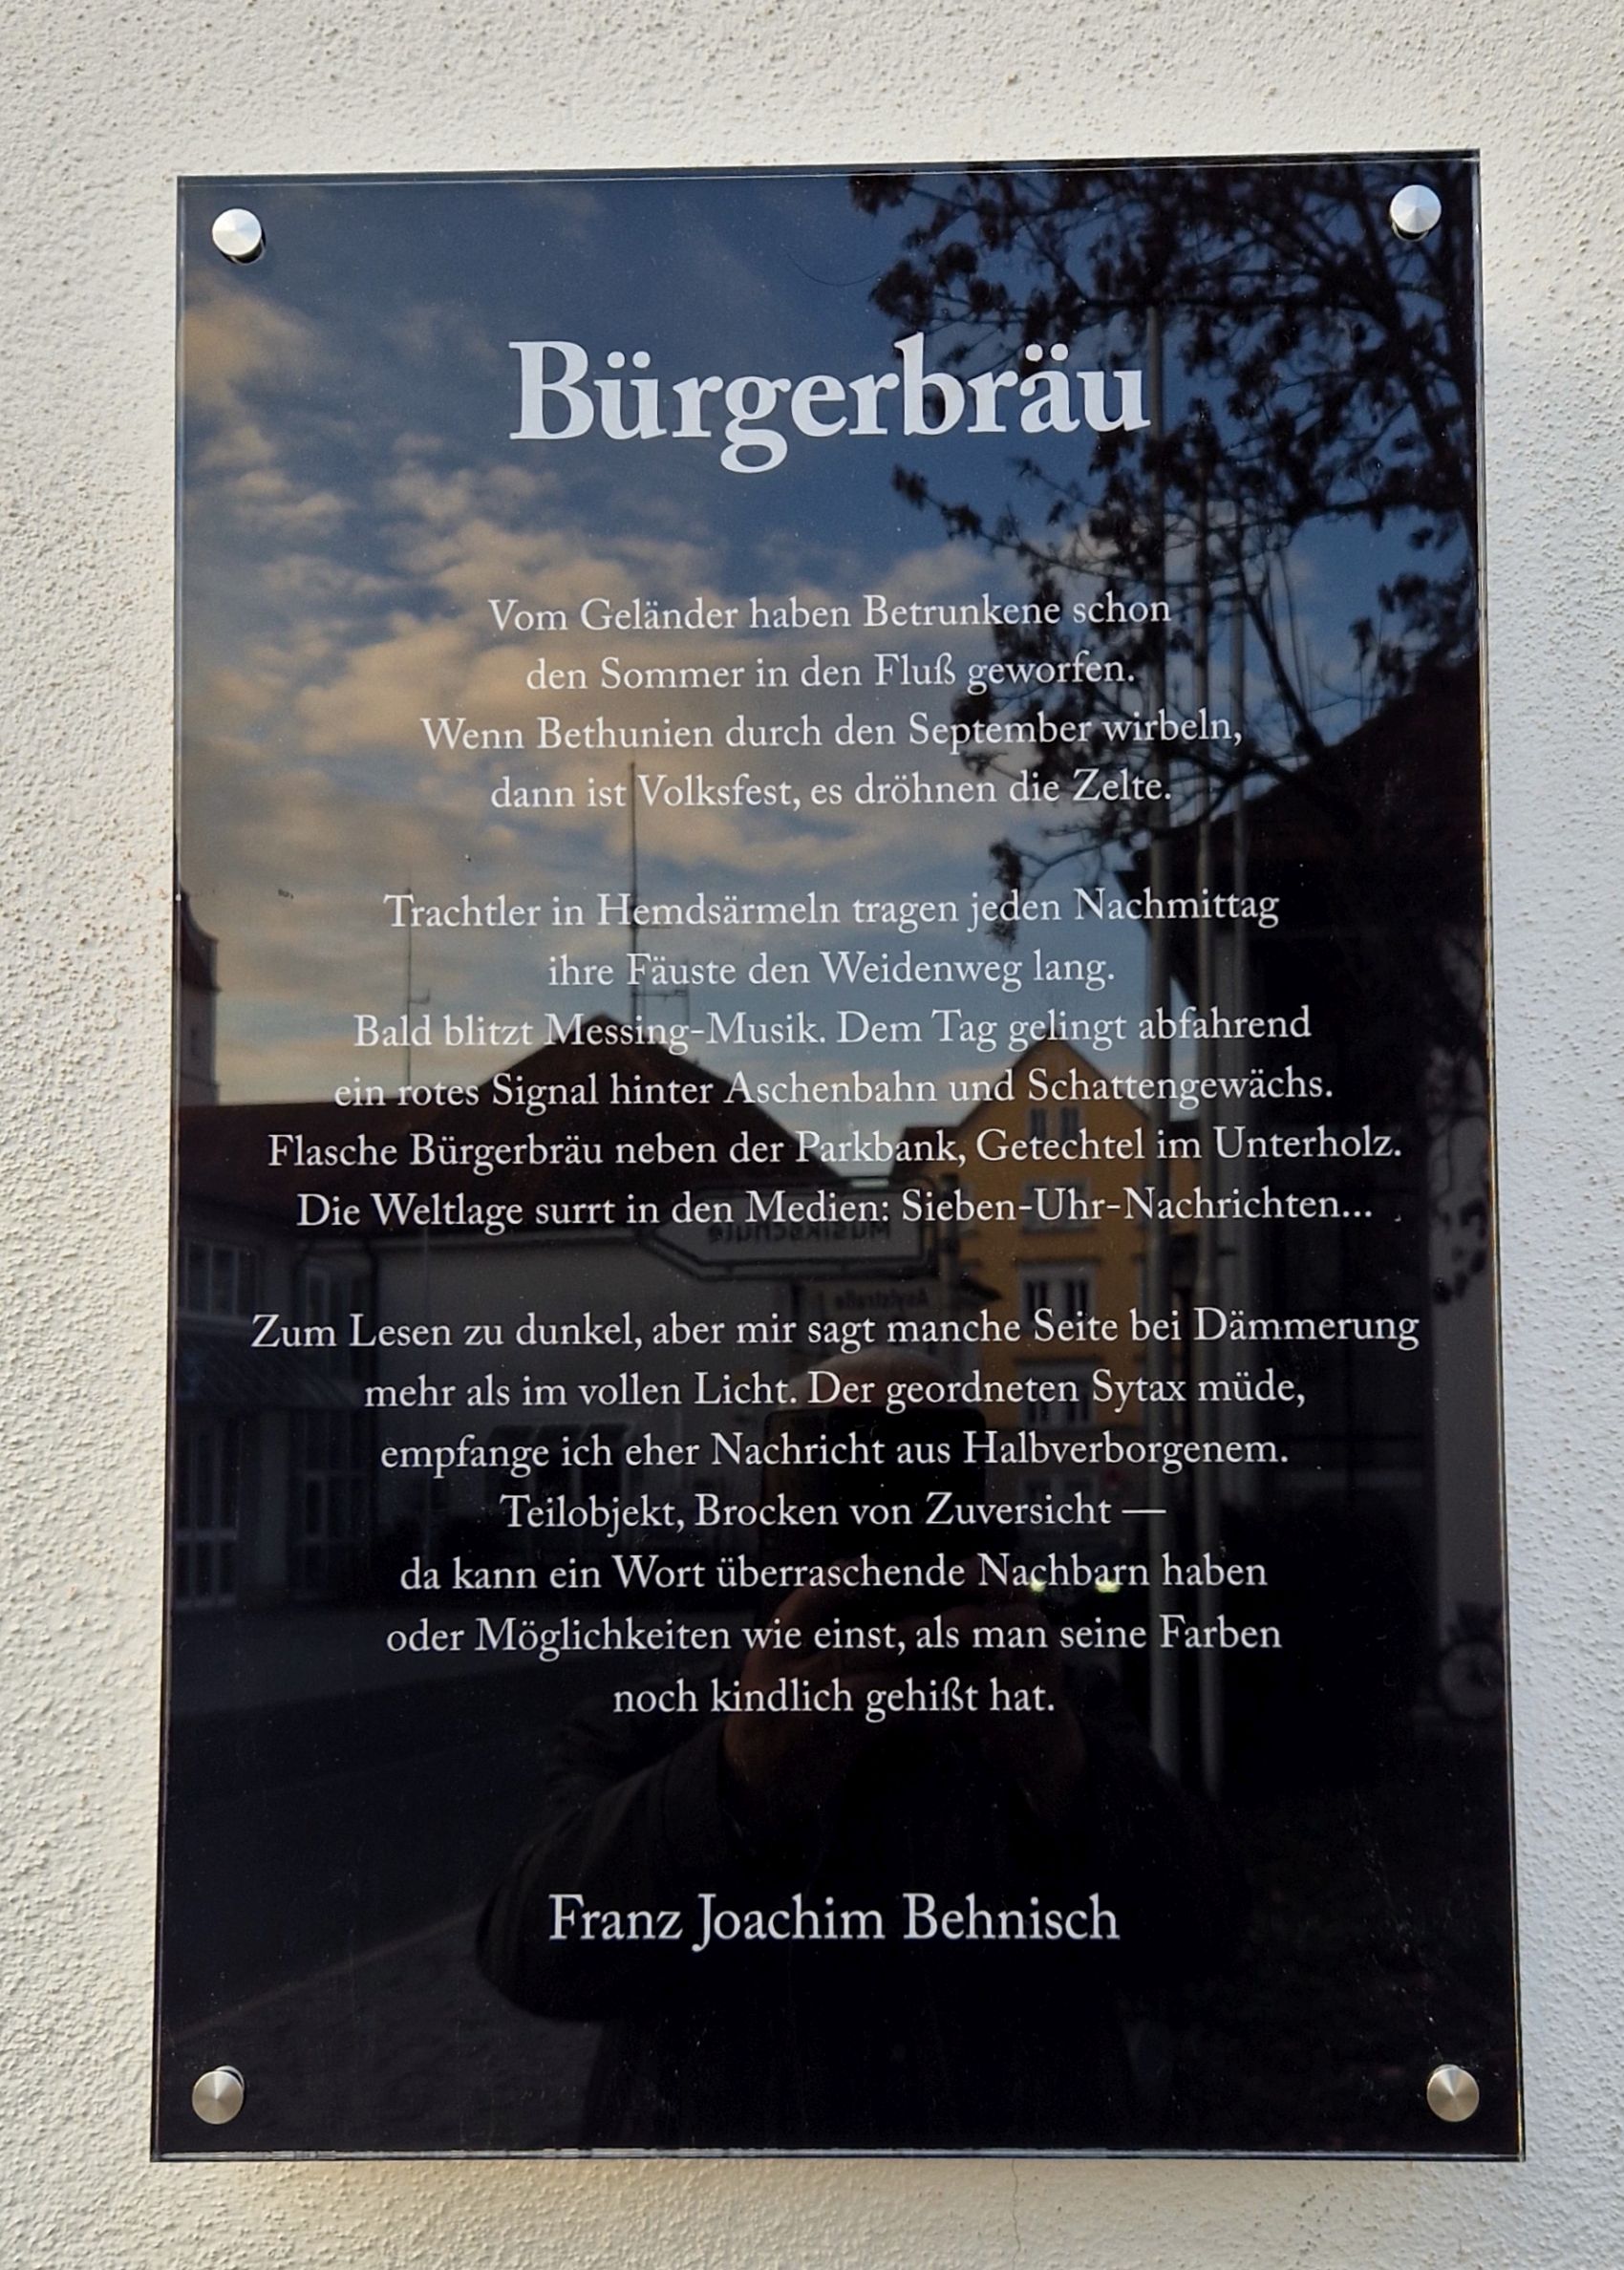 Bürgerbräu
Vom Geländer haben Betrunkene schon
den Sommer in den Fluß geworfen.
Wenn Bethunien durch den September wirbeln,
dann ist Volksfest, es dröhnen die Zelte.
Trachtler in Hemdsärmeln tragen jeden Nachmittag
ihre Fäuste den Weidenweg lang.
Bald blitzt Messing-Musik. Dem Tag gelingt abfahrend
ein rotes Signal hinter Aschenbahn und Schattengewächs.
Flasche Bürgerbräu neben der Parkbank, Getechtel im Unterholz.
Die Weltlage surrt in den Medien: Sieben-Uhr-Nachrichten...
Musikschule
Asylstraße
Zum Lesen zu dunkel, aber mir sagt manche Seite bei Dämmerung
mehr als im vollen Licht. Der geordneten Sytax müde,
empfange ich eher Nachricht aus Halbverborgenem.
Teilobjekt, Brocken von Zuversicht —
da kann ein Wort überraschende Nachbarn haben
oder Möglichkeiten wie einst, als man seine Farben
noch kindlich gehißt hat.
Franz Joachim Behnisch